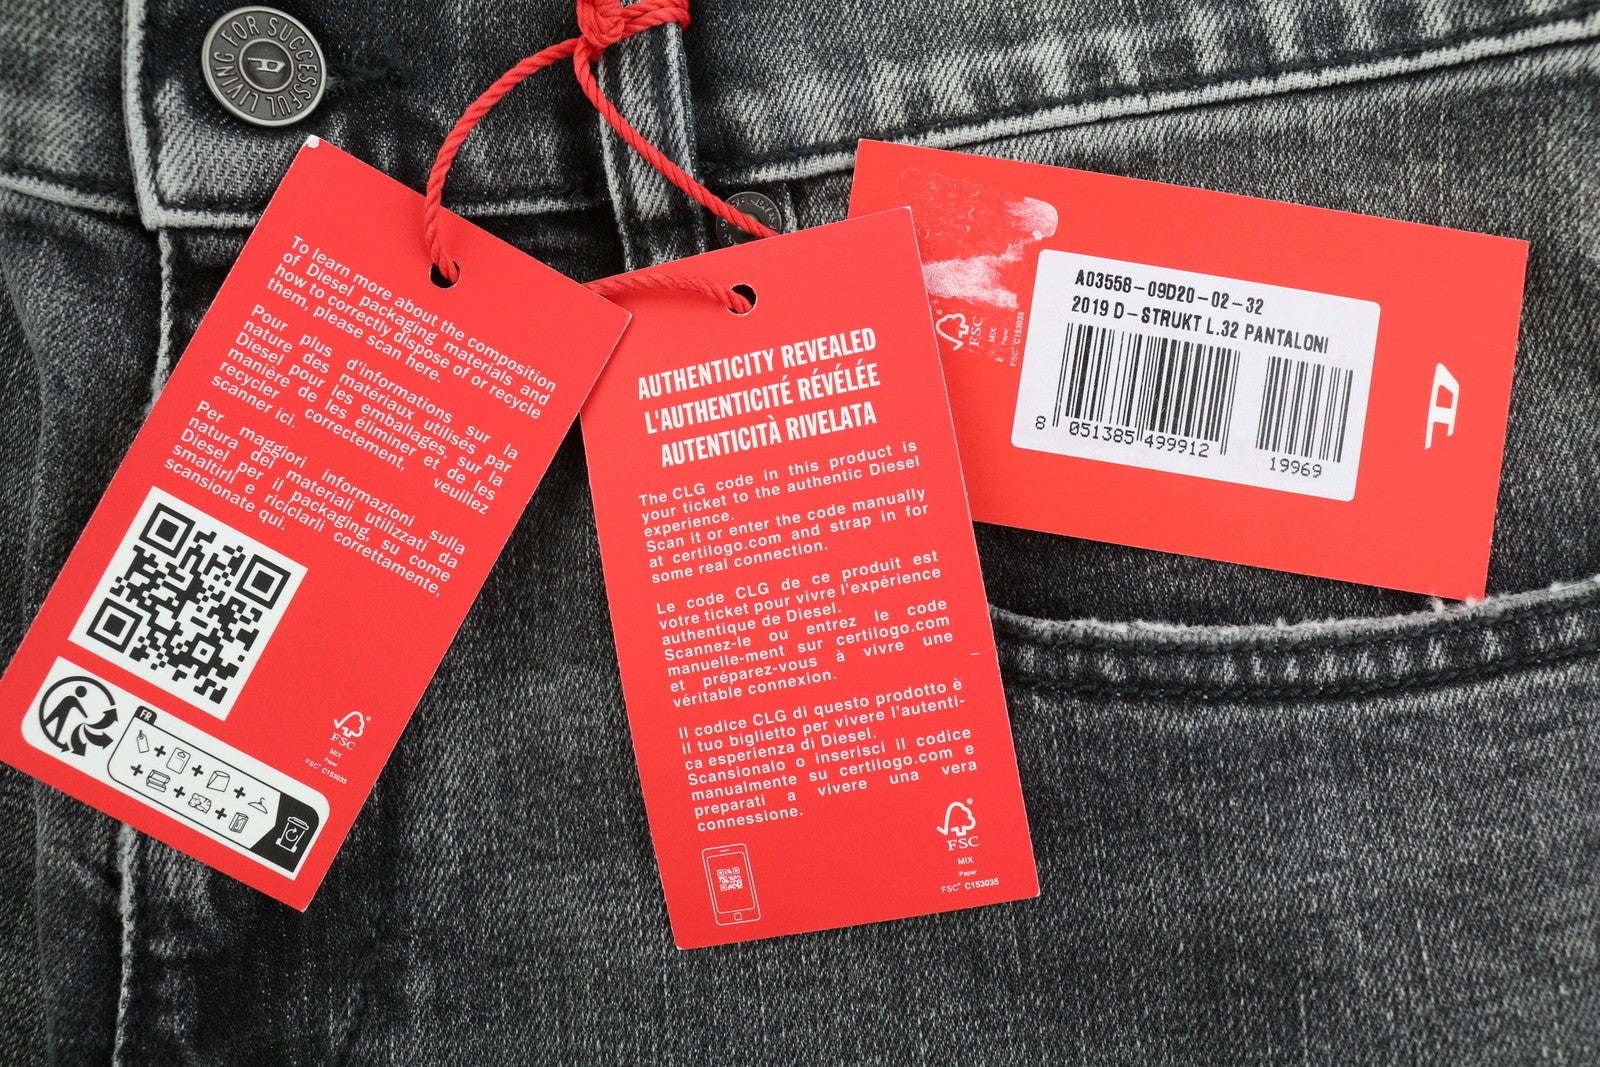 LIVING FOR SUCCESSFUL
To learn more about the composition
of Diesel packaging materials and
how to correctly dispose of or recycle
them, please scan here.
Pour plus d'informations sur la
nature des matériaux utilisés par
Diesel pour les emballages, sur la
manière de les éliminer et de les
recycler correctement, veuillez
scanner ici.
Per maggiori informazioni sulla
natura dei materiali utilizzati da
Diesel per il packaging, su come
smaltirli e riciclarli correttamente,
scansionate qui.
FR
FSC
MIX
Paper
FSC® C153035
AUTHENTICITY REVEALED
L'AUTHENTICITÉ RÉVÉLÉE
AUTENTICITÀ RIVELATA
The CLG code in this product is
your ticket to the authentic Diesel
experience.
Scan it or enter the code manually
at certilogo.com and strap in for
some real connection.
Le code CLG de ce produit est
votre ticket pour vivre l'expérience
authentique de Diesel.
Scannez-le ou entrez le code
manuelle-ment sur certilogo.com
et préparez-vous à vivre une
véritable connexion.
Il codice CLG di questo prodotto è
il tuo biglietto per vivere l'autenti-
ca esperienza di Diesel.
Scansionalo o inserisci il codice
manualmente su certilogo.com e
preparati a vivere una vera
connessione.
FSC
MIX
Paper
FSC® C153035
FSC
MIX
FSC® C153035
A03558-09D20-02-32
2019 D-STRUKT L.32 PANTALONI
8 051385 499912
19969
D